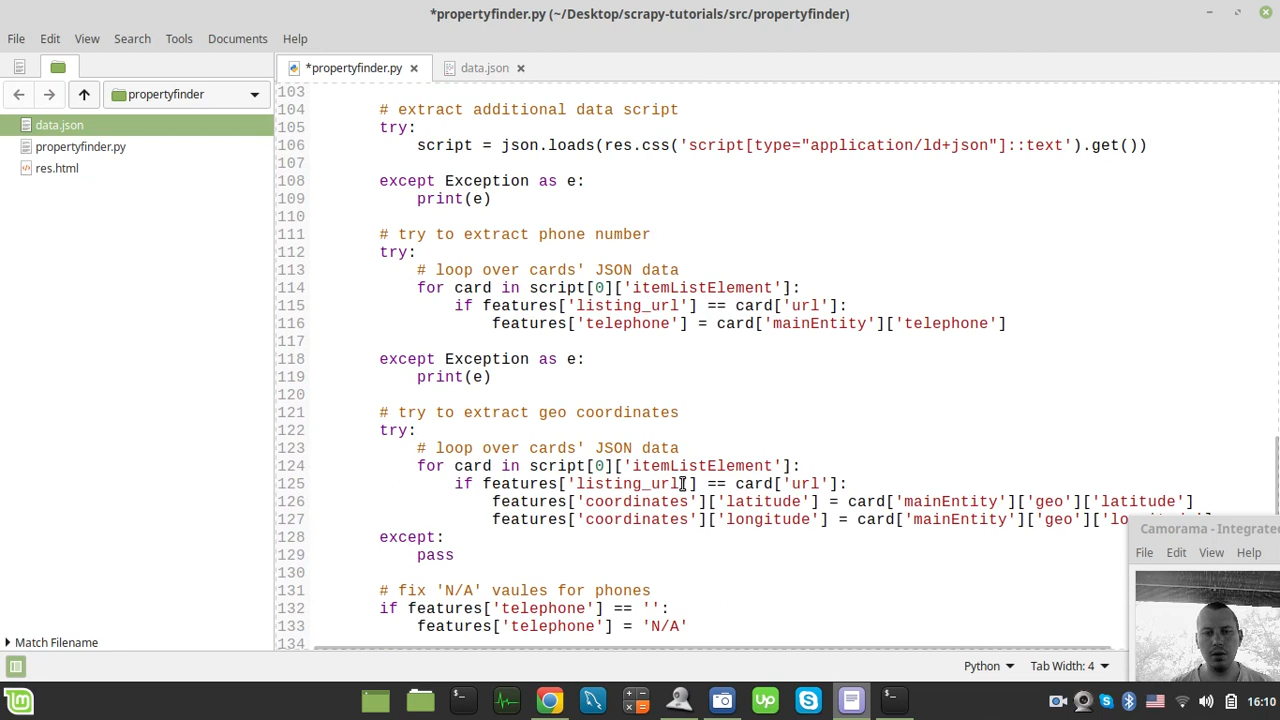 *propertyfinder.py (~/Desktop/scrapy-tutorials/src/propertyfinder)
File Edit View Search Tools Documents Help
*propertyfinder.py data.json
propertyfinder
data.json
propertyfinder.py
res.html
103
104 # extract additional data script
105 try:
106 script = json.loads(res.css('script[type="application/ld+json"]::text').get())
107
108 except Exception as e:
109 print(e)
110
111 # try to extract phone number
112 try:
113 # loop over cards' JSON data
114 for card in script[0]['itemListElement']:
115 if features['listing_url'] == card['url']:
116 features['telephone'] = card['mainEntity']['telephone']
117
118 except Exception as e:
119 print(e)
120
121 # try to extract geo coordinates
122 try:
123 # loop over cards' JSON data
124 for card in script[0]['itemListElement']:
125 if features['listing_url'] == card['url']:
126 features['coordinates']['latitude'] = card['mainEntity']['geo']['latitude']
127 features['coordinates']['longitude'] = card['mainEntity']['geo']['
128 except:
129 pass
130
131 # fix 'N/A' vaules for phones
132 if features['telephone'] == '':
133 features['telephone'] = 'N/A'
134
Camorama - Integrated
File Edit View Help
Match Filename
Python Tab Width: 4
16:10